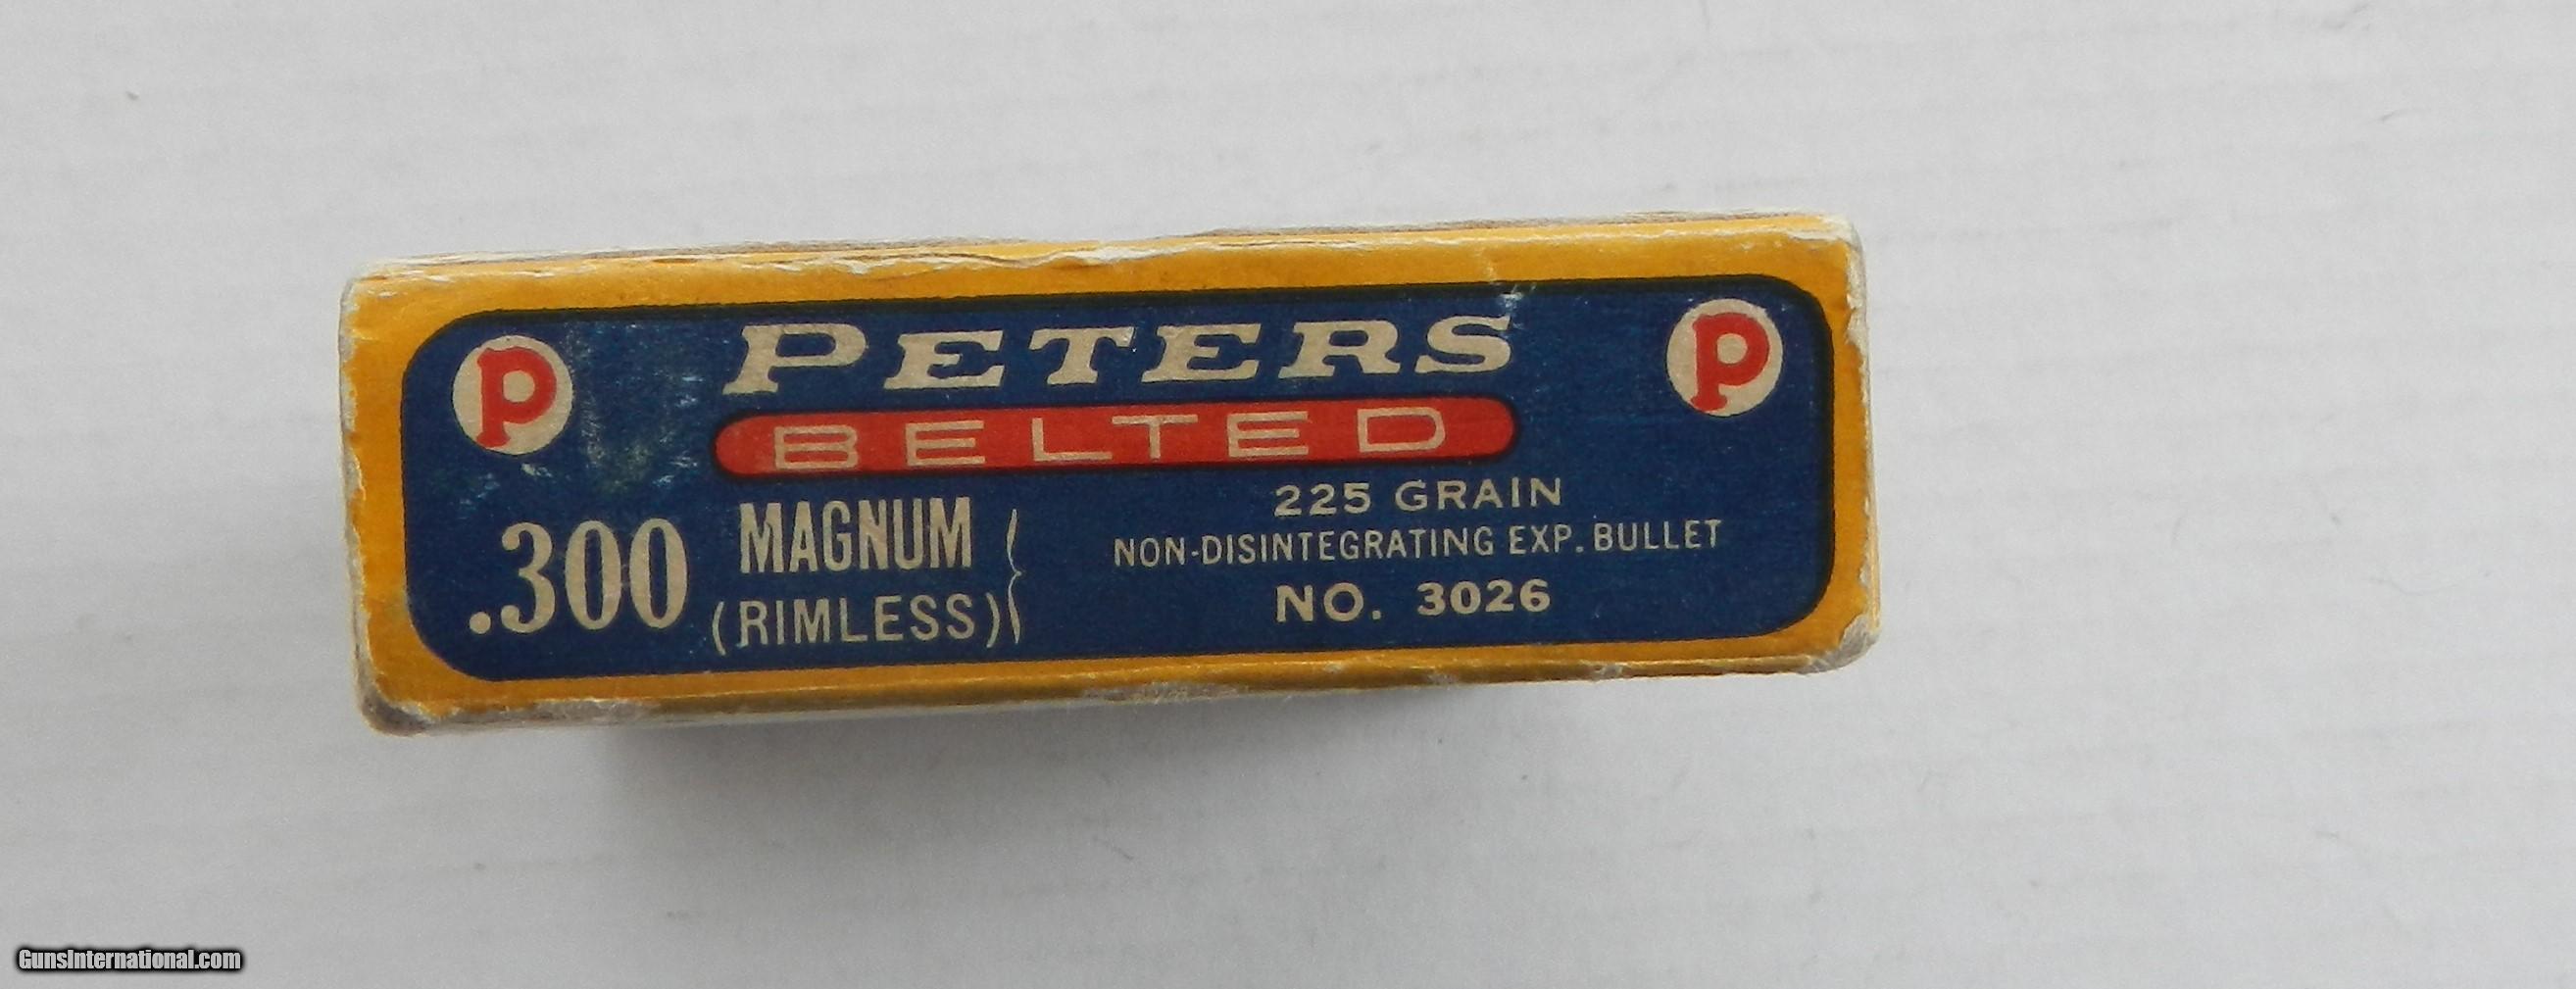 P PETERS P
BELTED
.300 MAGNUM
(RIMLESS)
225 GRAIN
NON-DISINTEGRATING EXP. BULLET
NO. 3026
GunsInternational.com